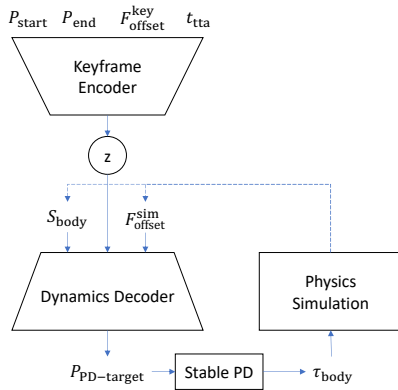 P_start P_end F_offset^key t_tta
Keyframe
Encoder
z
S_body F_offset^sim
Dynamics Decoder
Physics
Simulation
P_PD−target Stable PD τ_body